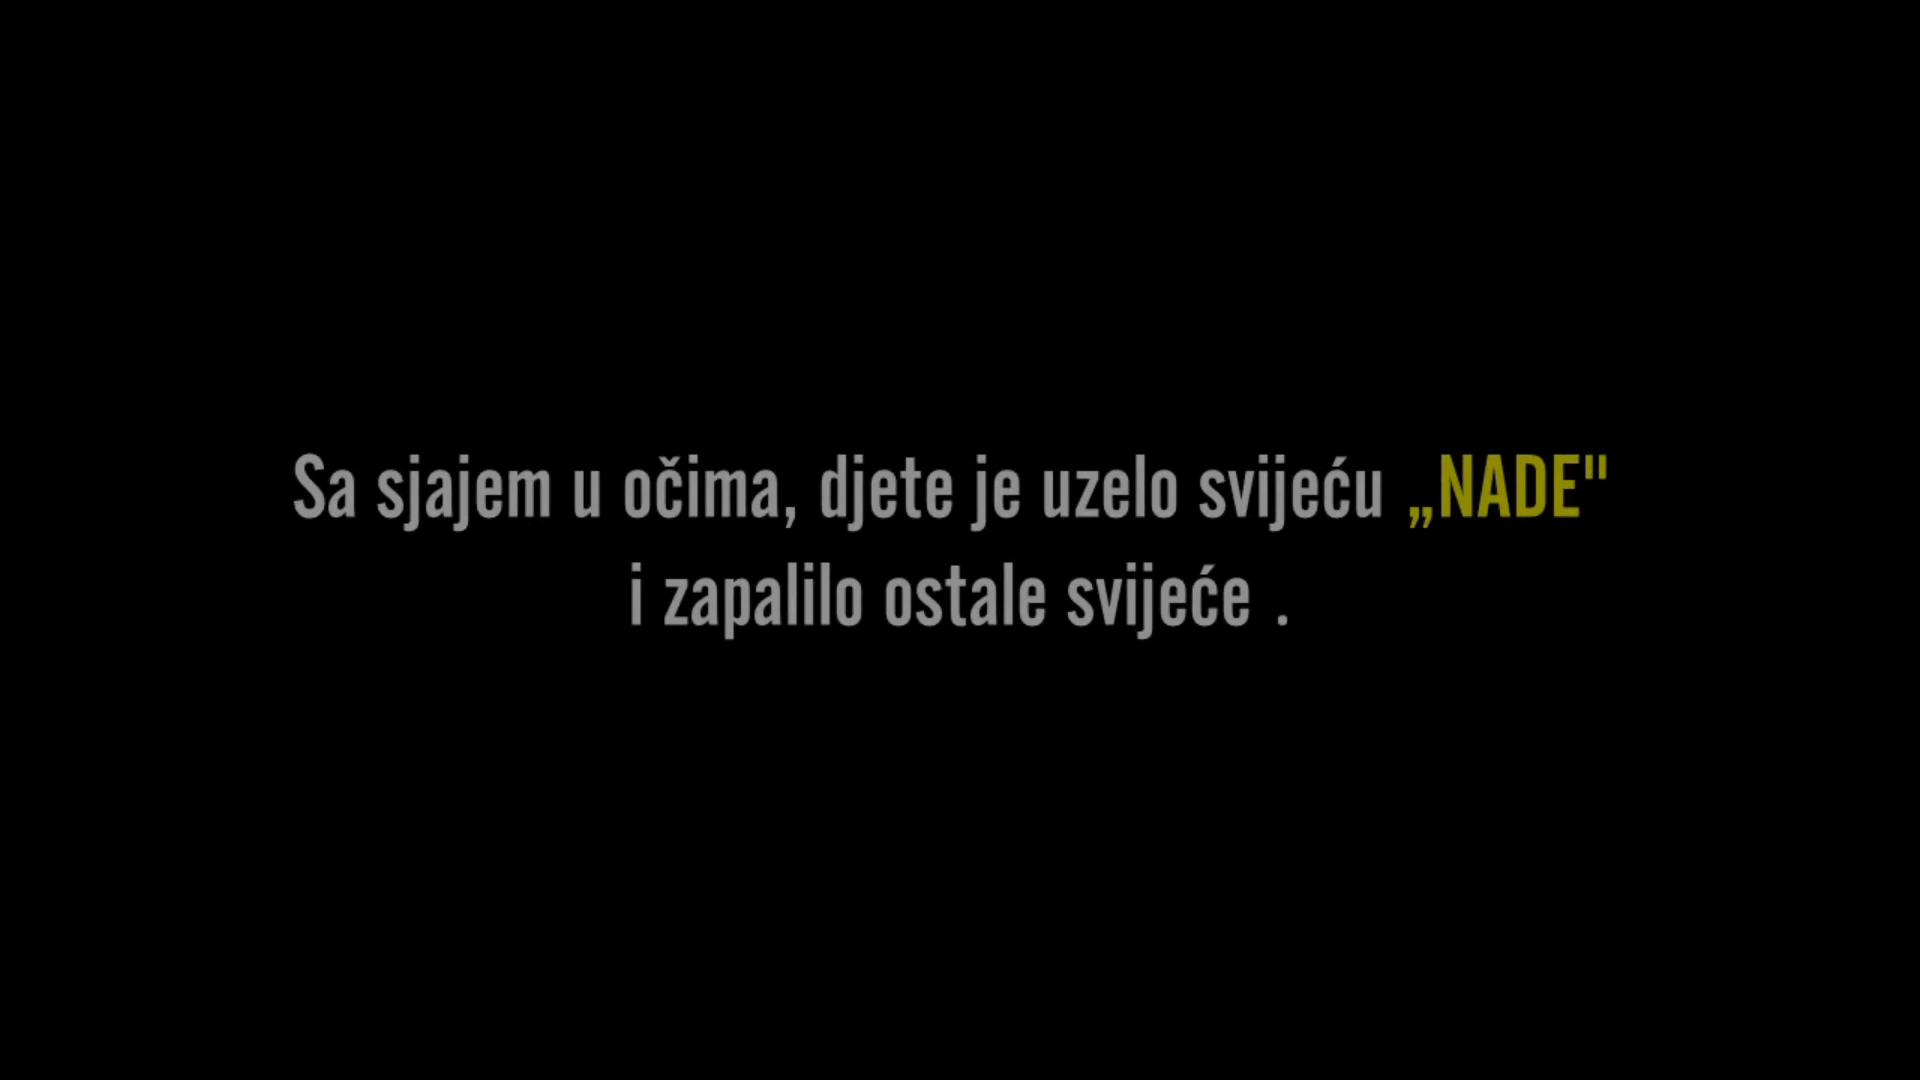 Sa sjajem u očima, djete je uzelo svijeću „NADE"
i zapalilo ostale svijeće .